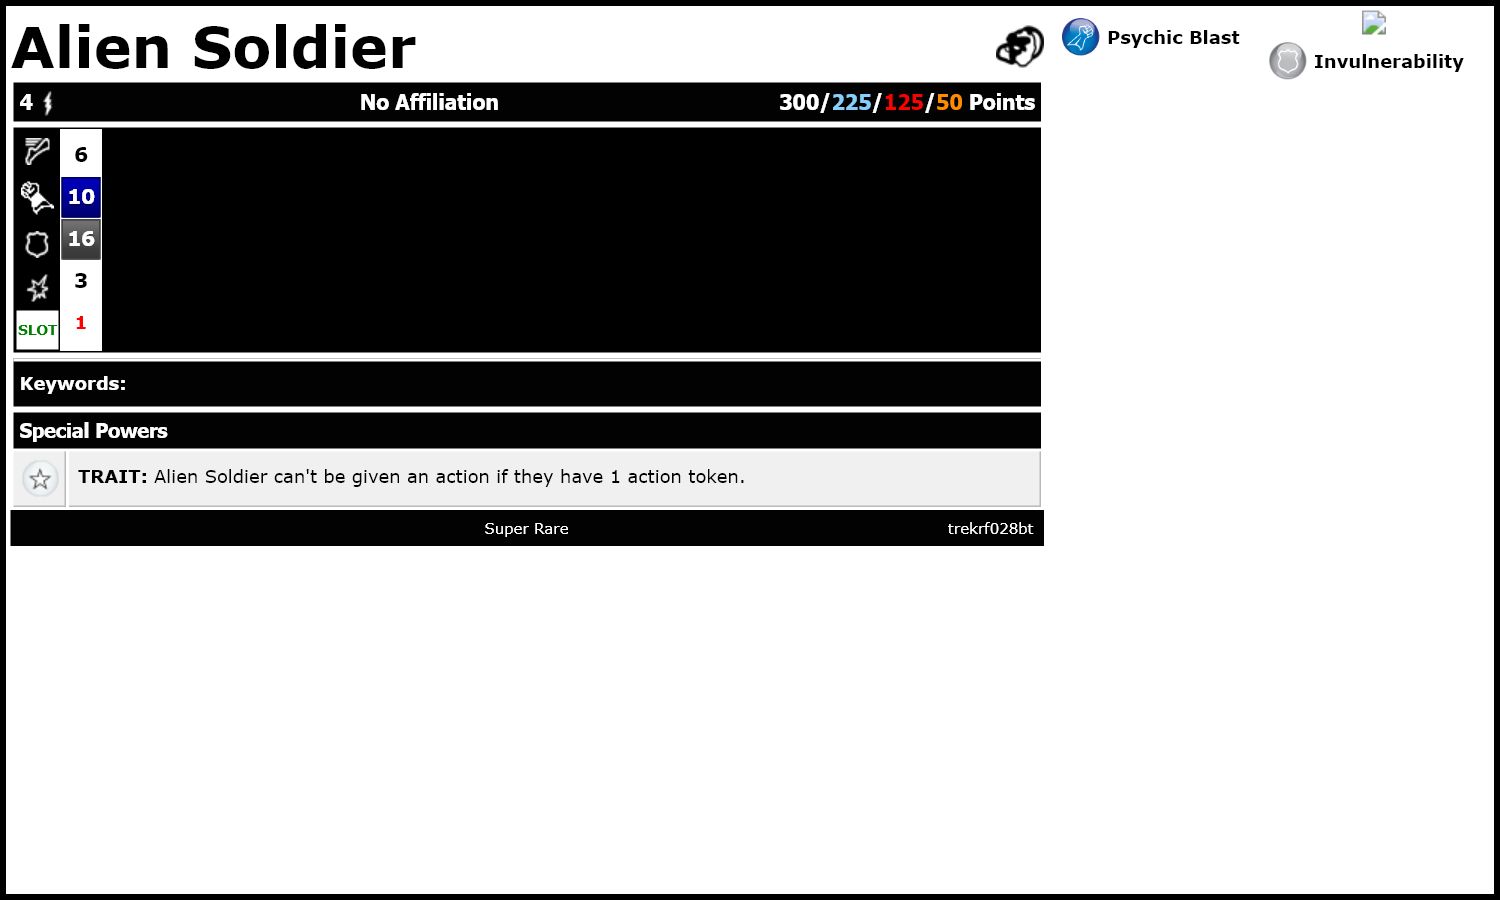 Alien Soldier
Psychic Blast
Invulnerability
4 No Affiliation 300/225/125/50 Points
6
10
16
3
SLOT 1
Keywords:
Special Powers
TRAIT: Alien Soldier can't be given an action if they have 1 action token.
Super Rare trekrf028bt